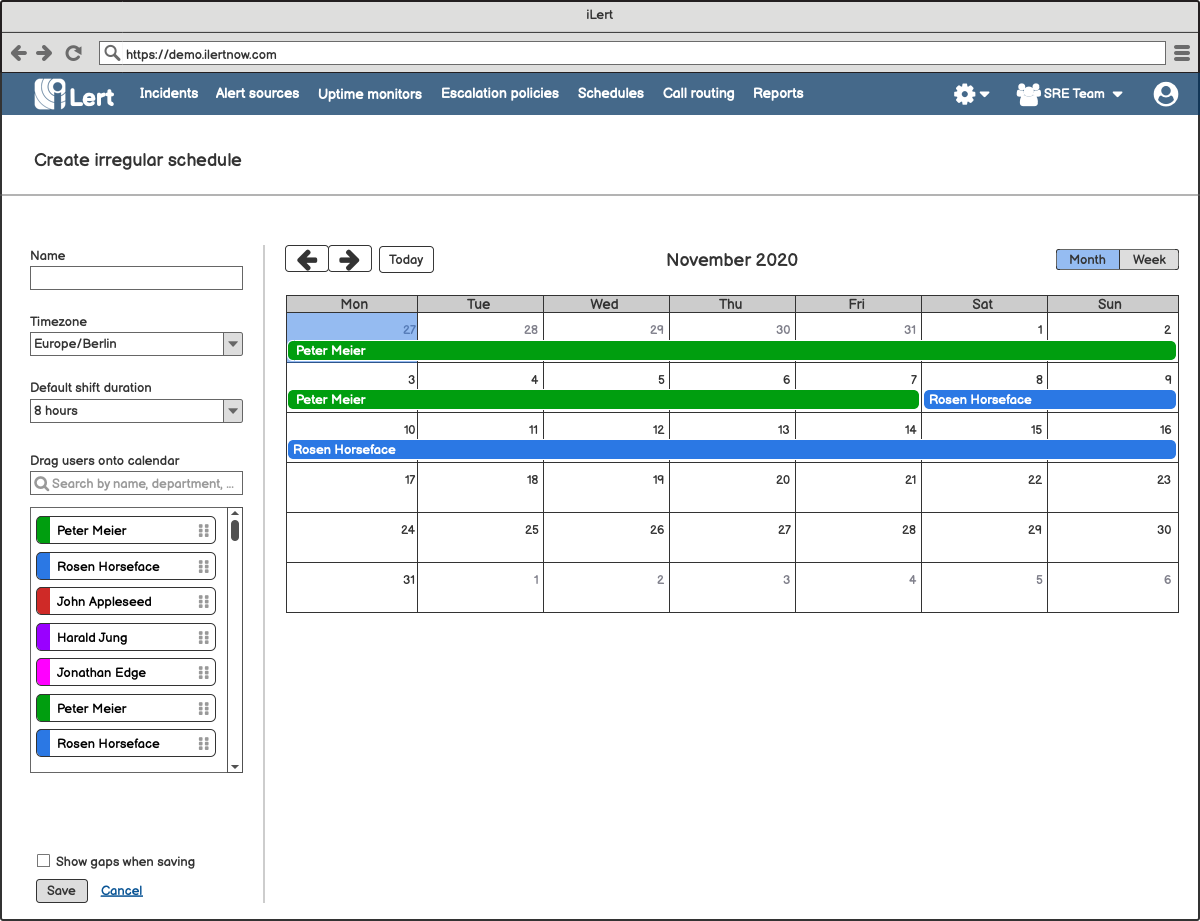 iLert
https://demo.ilertnow.com
iLert Incidents Alert sources Uptime monitors Escalation policies Schedules Call routing Reports SRE Team
Create irregular schedule
Name
Timezone
Europe/Berlin
Default shift duration
8 hours
Drag users onto calendar
Search by name, department, ...
Peter Meier
Rosen Horseface
John Appleseed
Harald Jung
Jonathan Edge
Peter Meier
Rosen Horseface
Show gaps when saving
Save Cancel
Today November 2020 Month Week
Mon Tue Wed Thu Fri Sat Sun
27 28 29 30 31 1 2
Peter Meier
3 4 5 6 7 8 9
Peter Meier Rosen Horseface
10 11 12 13 14 15 16
Rosen Horseface
17 18 19 20 21 22 23
24 25 26 27 28 29 30
31 1 2 3 4 5 6